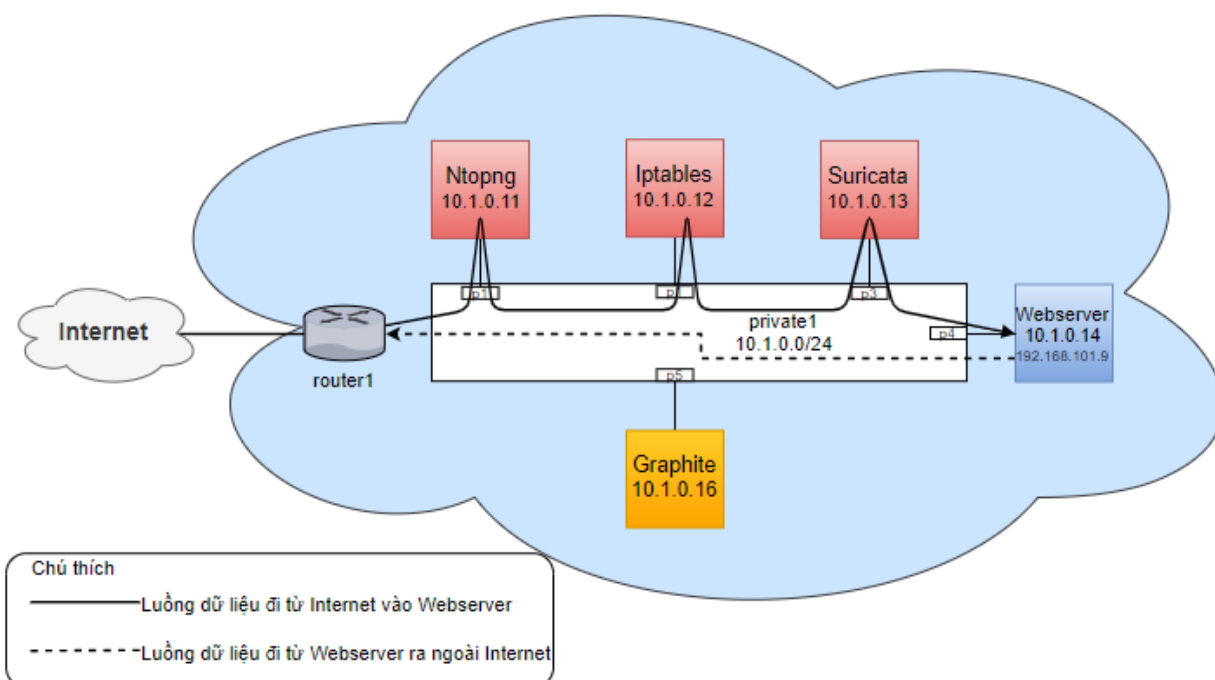 Ntopng
10.1.0.11
Iptables
10.1.0.12
Suricata
10.1.0.13
p1
p3
Internet
router1
private1
10.1.0.0/24
p4
Webserver
10.1.0.14
192.168.101.9
p5
Graphite
10.1.0.16
Chú thích
Luồng dữ liệu đi từ Internet vào Webserver
Luồng dữ liệu đi từ Webserver ra ngoài Internet